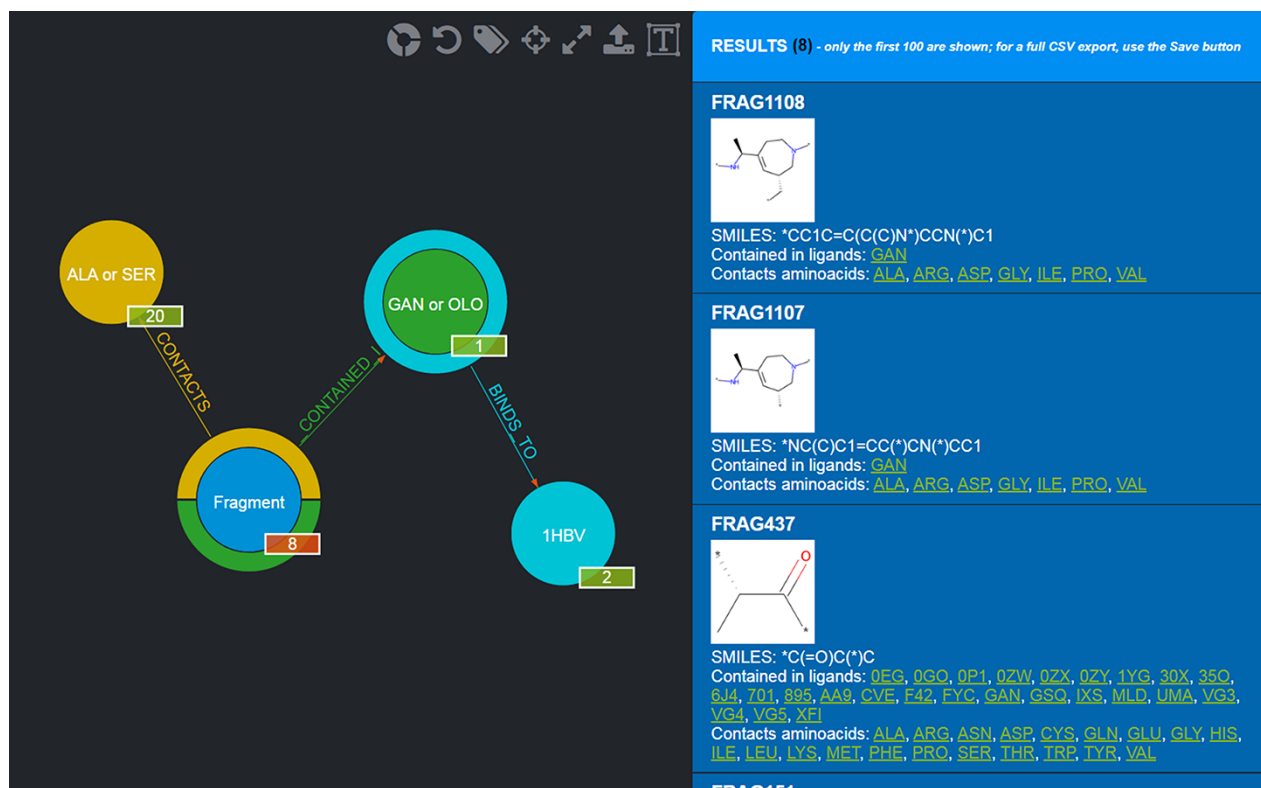 T
ALA or SER
20
CONTACTS
Fragment
8
CONTAINED_I
GAN or OLO
1
BINDS_TO
1HBV
2
RESULTS (8) - only the first 100 are shown; for a full CSV export, use the Save button
FRAG1108
NH
N
SMILES: *CC1C=C(C(C)N*)CCN(*)C1
Contained in ligands: GAN
Contacts aminoacids: ALA, ARG, ASP, GLY, ILE, PRO, VAL
FRAG1107
NH
N
SMILES: *NC(C)C1=CC(*)CN(*)CC1
Contained in ligands: GAN
Contacts aminoacids: ALA, ARG, ASP, GLY, ILE, PRO, VAL
FRAG437
* O
*
SMILES: *C(=O)C(*)C
Contained in ligands: 0EG, 0GO, 0P1, 0ZW, 0ZX, 0ZY, 1YG, 30X, 35O,
6J4, 701, 895, AA9, CVE, F42, FYC, GAN, GSQ, IXS, MLD, UMA, VG3,
VG4, VG5, XFI
Contacts aminoacids: ALA, ARG, ASN, ASP, CYS, GLN, GLU, GLY, HIS,
ILE, LEU, LYS, MET, PHE, PRO, SER, THR, TRP, TYR, VAL